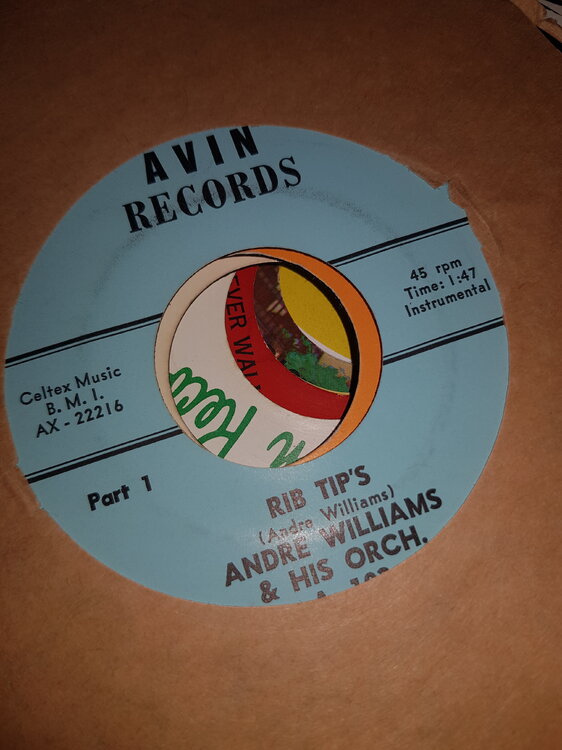 AVIN
RECORDS
45 rpm
Time: 1:47
Instrumental
Celtex Music
B. M. I.
AX - 22216
Part 1
RIB TIP'S
(Andre Williams)
ANDRE WILLIAMS
& HIS ORCH.